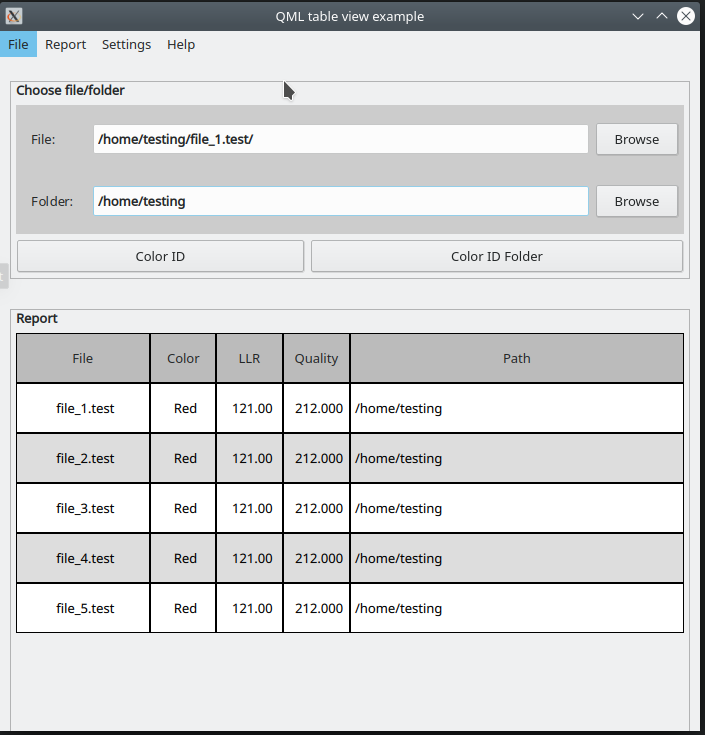 QML table view example
File Report Settings Help
Choose file/folder
File: /home/testing/file_1.test/ Browse
Folder: /home/testing Browse
Color ID Color ID Folder
Report
File Color LLR Quality Path
file_1.test Red 121.00 212.000 /home/testing
file_2.test Red 121.00 212.000 /home/testing
file_3.test Red 121.00 212.000 /home/testing
file_4.test Red 121.00 212.000 /home/testing
file_5.test Red 121.00 212.000 /home/testing